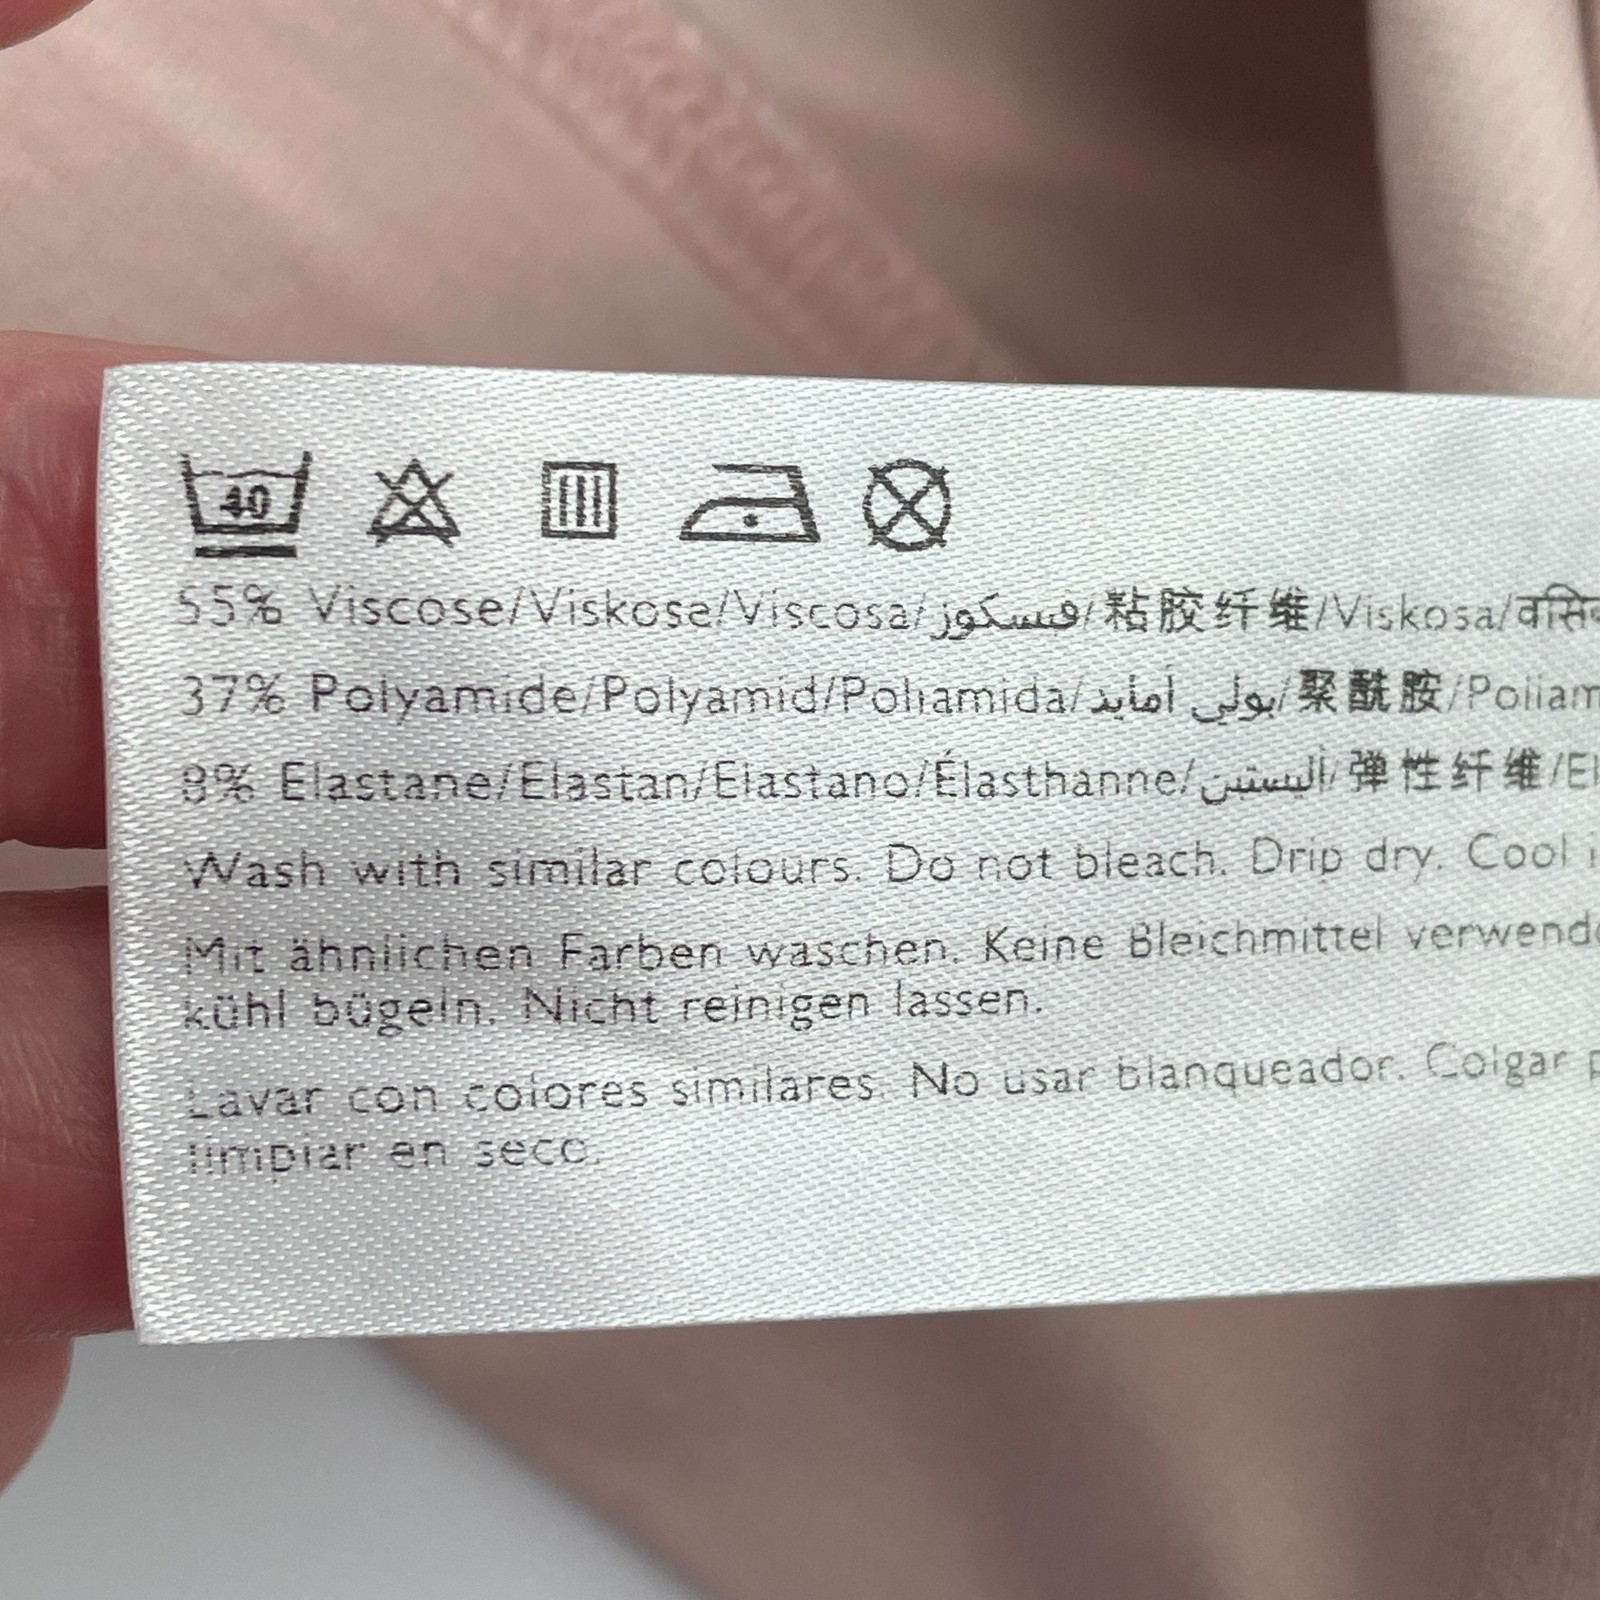 40
55% Viscose/Viskose/Viscosa/فسكوز/粘胶纤维/Viskosa/
37% Polyamide/Polyamid/Poliamida/بولي أمايد/聚酰胺/Poliam
8% Elastane/Elastan/Elastano/Élasthanne/أليستين/弹性纤维/El
Wash with similar colours. Do not bleach. Drip dry. Cool i
Mit ähnlichen Farben waschen. Keine Bleichmittel verwende
kühl bügeln. Nicht reinigen lassen.
Lavar con colores similares. No usar blanqueador. Colgar p
limpiar en seco.